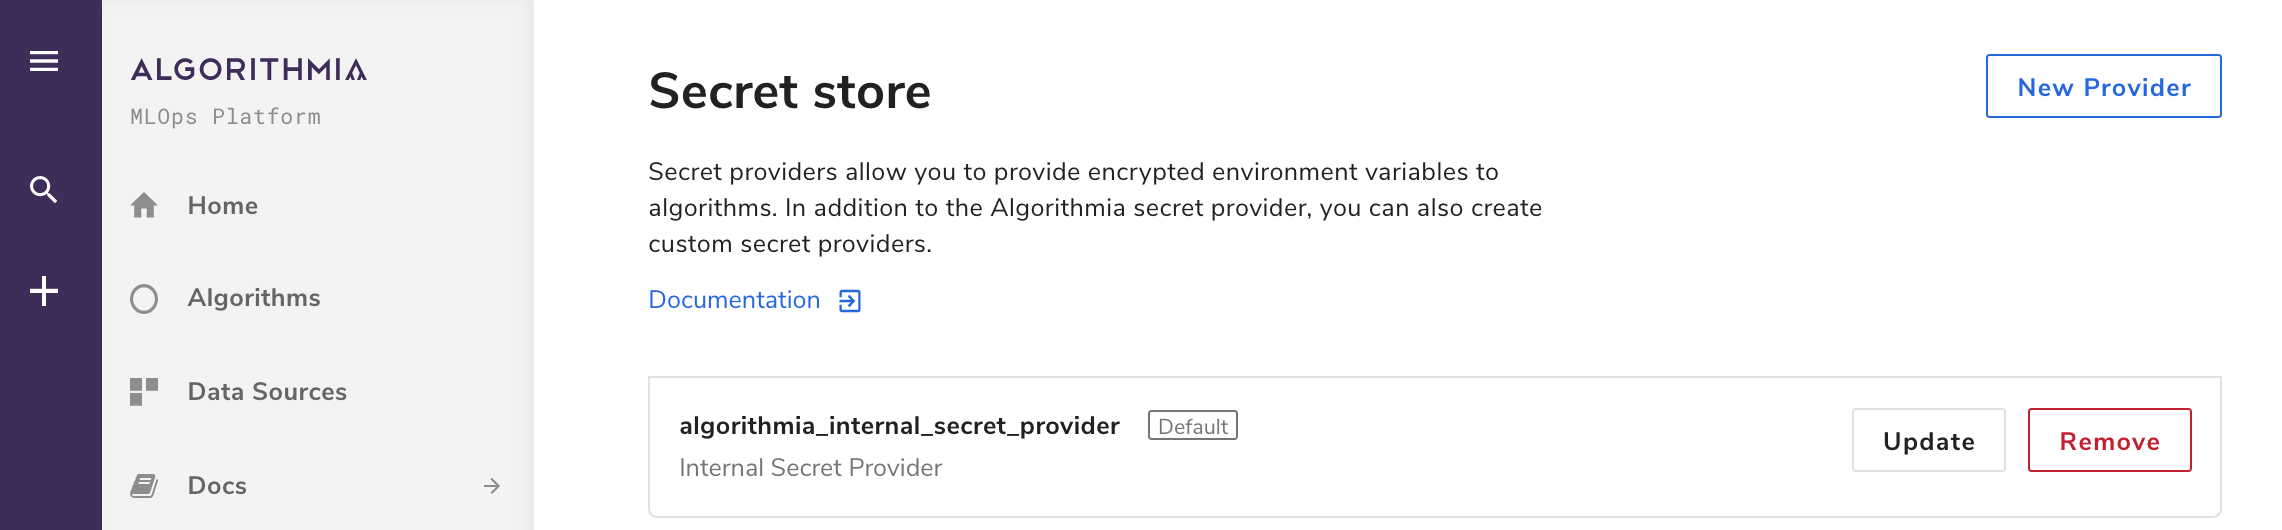 ALGORITHMIA
MLOps Platform
Home
Algorithms
Data Sources
Docs
Secret store
New Provider
Secret providers allow you to provide encrypted environment variables to
algorithms. In addition to the Algorithmia secret provider, you can also create
custom secret providers.
Documentation
algorithmia_internal_secret_provider Default
Internal Secret Provider
Update Remove